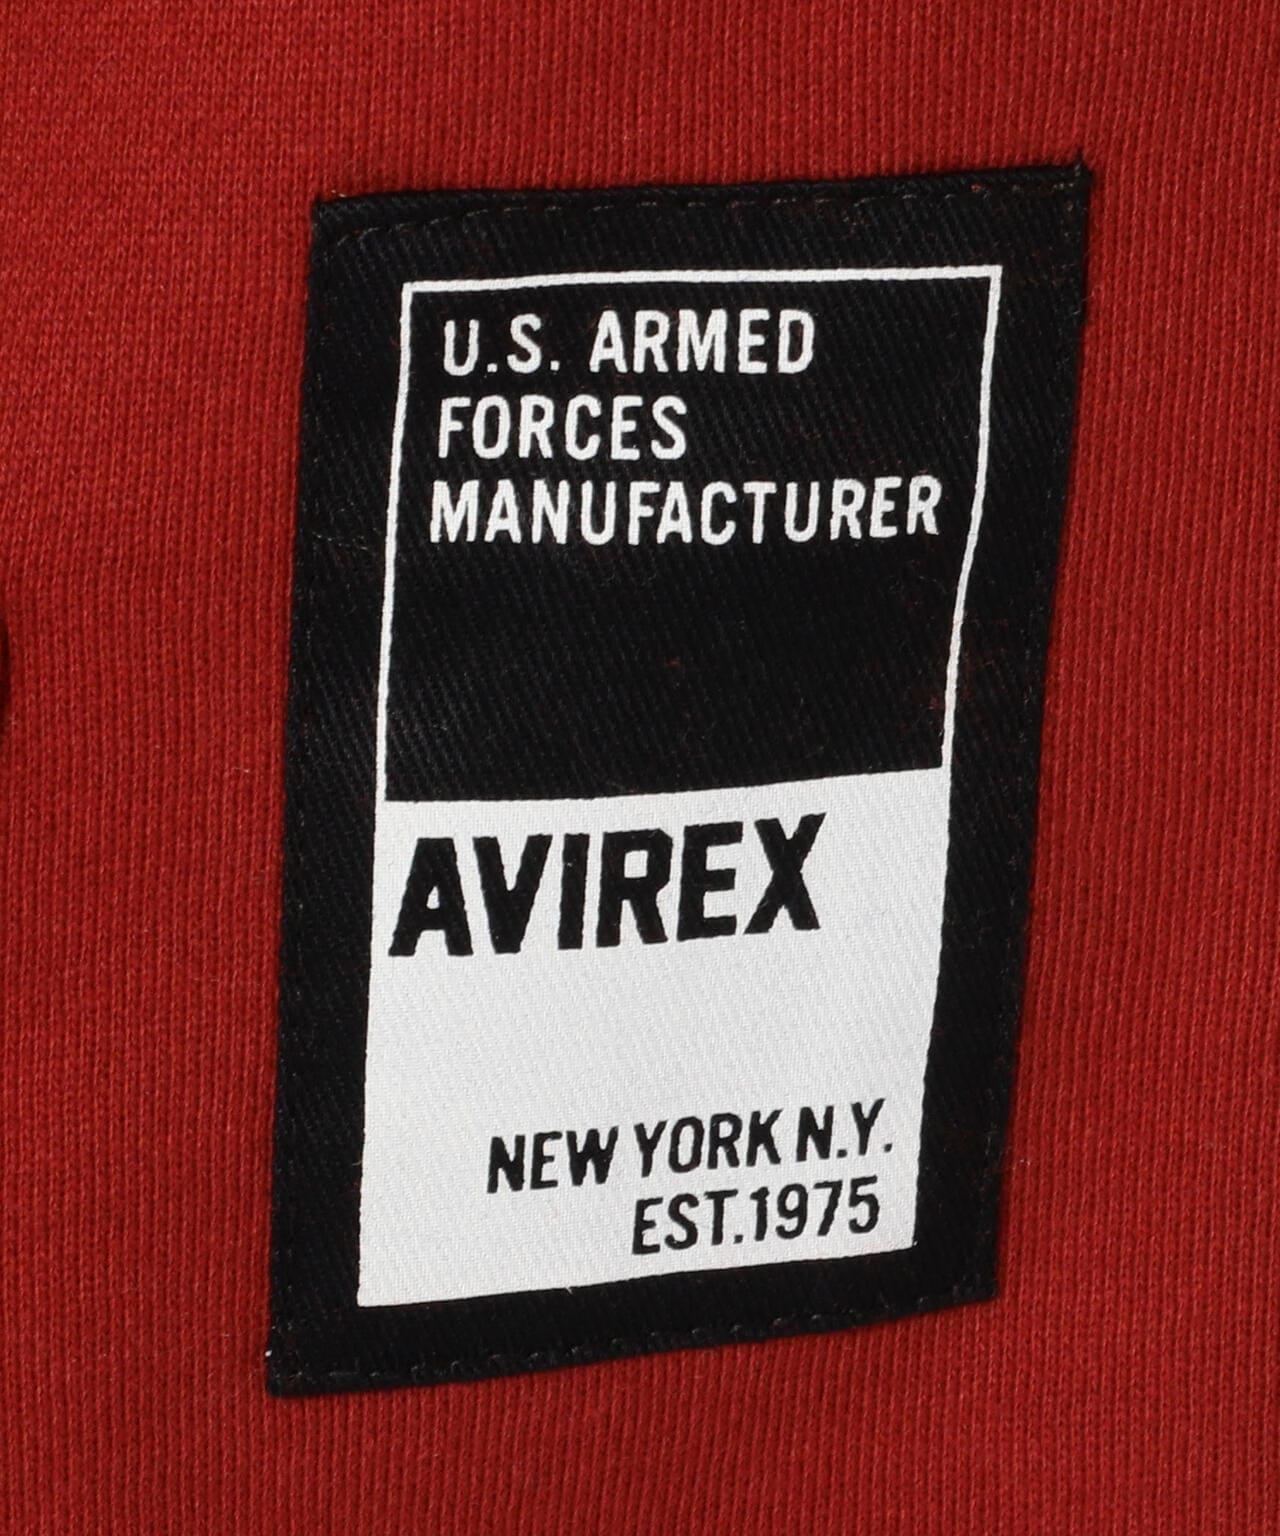 U.S. ARMED
FORCES
MANUFACTURER
AVIREX
NEW YORK N.Y.
EST.1975